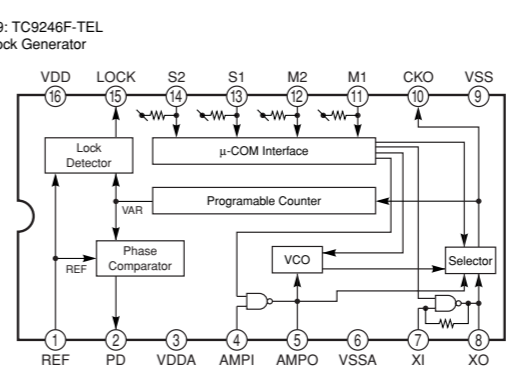 9: TC9246F-TEL
ock Generator
VDD LOCK S2 S1 M2 M1 CKO VSS
16 15 14 13 12 11 10 9
Lock
Detector
μ-COM Interface
VAR
Programable Counter
Phase
Comparator
REF
VCO
Selector
1 2 3 4 5 6 7 8
REF PD VDDA AMPI AMPO VSSA XI XO